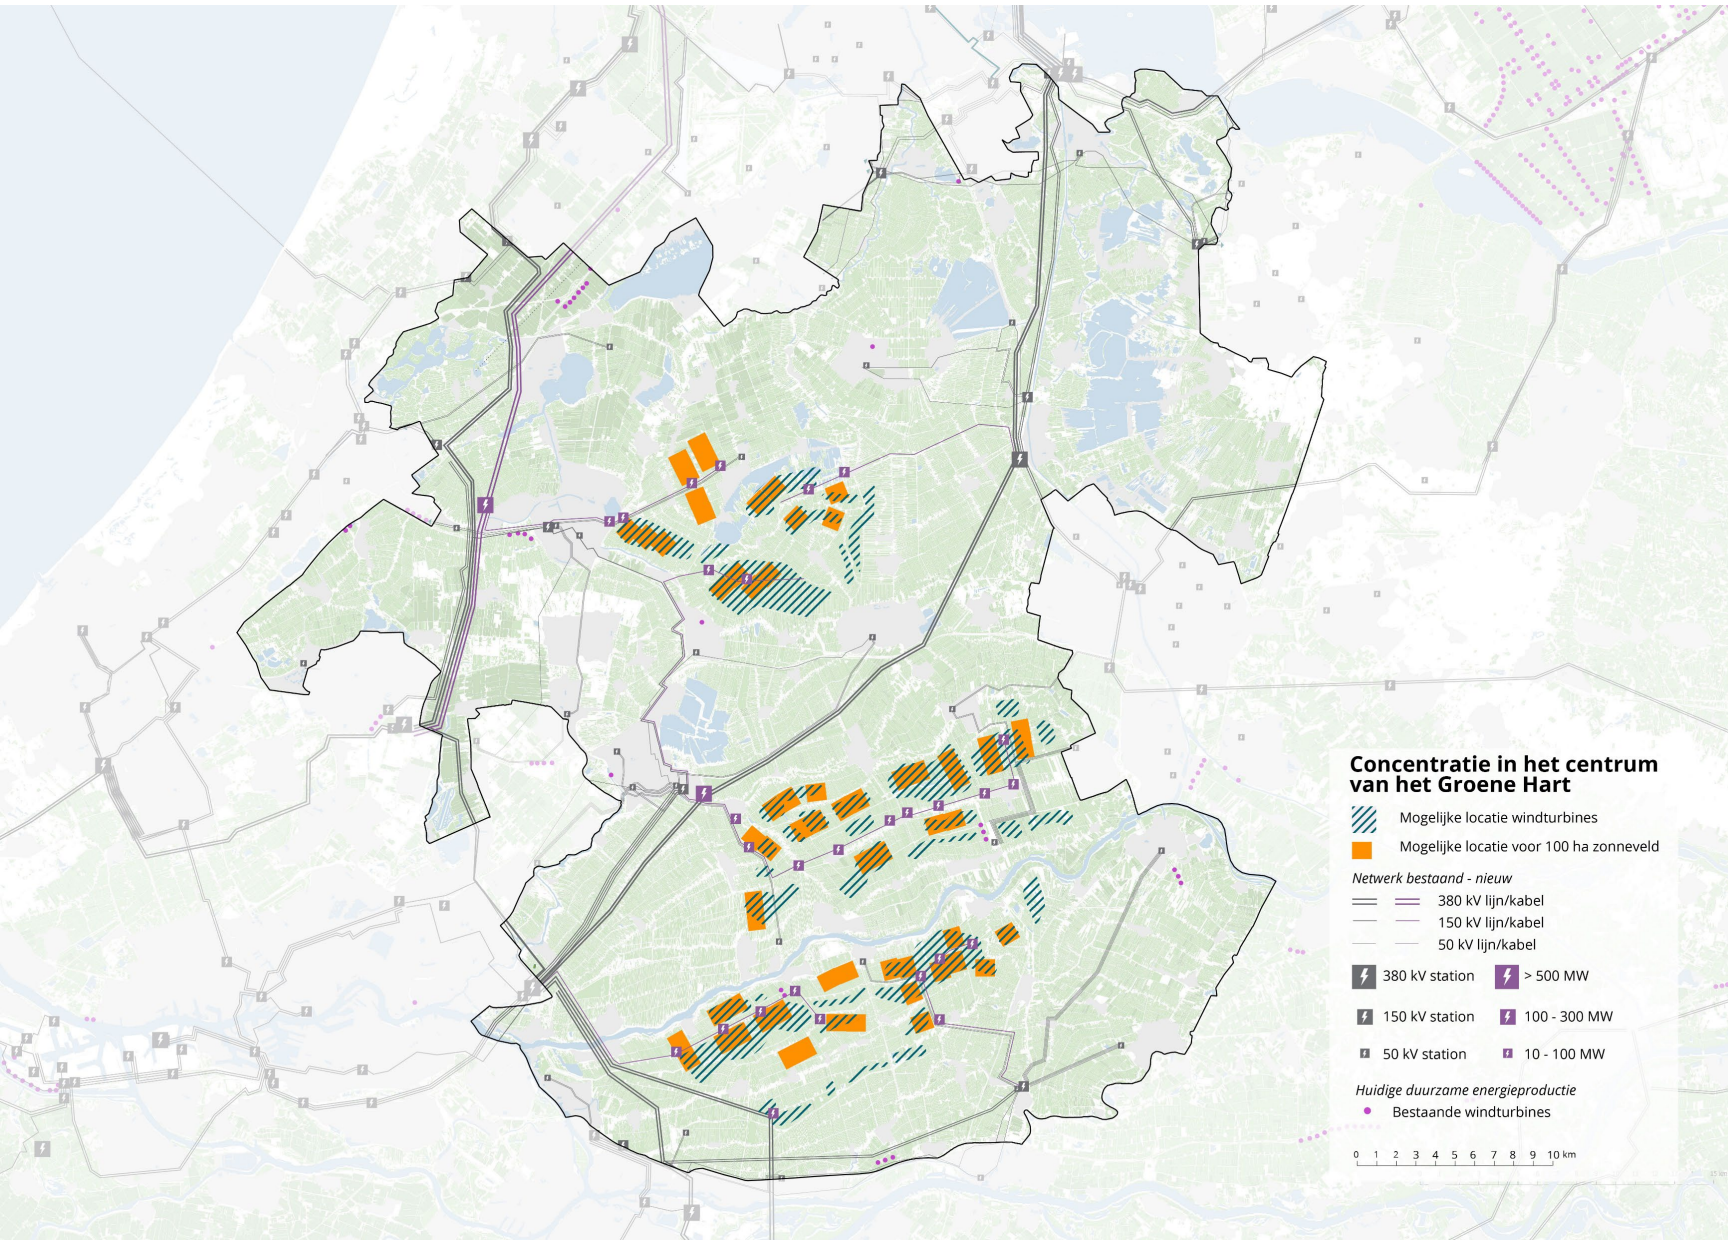 Concentratie in het centrum
van het Groene Hart
Mogelijke locatie windturbines
Mogelijke locatie voor 100 ha zonneveld
Netwerk bestaand - nieuw
380 kV lijn/kabel
150 kV lijn/kabel
50 kV lijn/kabel
380 kV station
> 500 MW
150 kV station
100 - 300 MW
50 kV station
10 - 100 MW
Huidige duurzame energieproductie
Bestaande windturbines
0 1 2 3 4 5 6 7 8 9 10 km